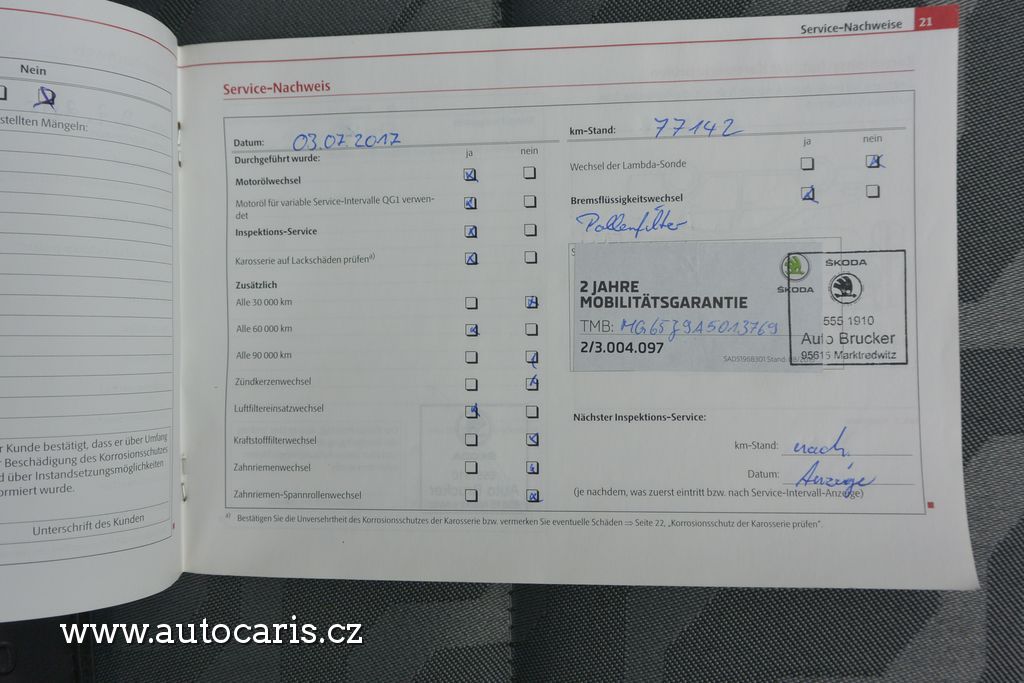 Service-Nachweise 21
Nein
stellten Mängeln:
r Kunde bestätigt, dass er über Umfang
r Beschädigung des Korrosionsschutzes
d über Instandsetzungsmöglichkeiten
ormiert wurde.
Unterschrift des Kunden
Service-Nachweis
Datum: 03.07.2017
Durchgeführt wurde: ja nein
Motorölwechsel
Motoröl für variable Service-Intervalle QG1 verwen-
det
Inspektions-Service
Karosserie auf Lackschäden prüfen a)
Zusätzlich
Alle 30 000 km
Alle 60 000 km
Alle 90 000 km
Zündkerzenwechsel
Luftfiltereinsatzwechsel
Kraftstofffilterwechsel
Zahnriemenwechsel
Zahnriemen-Spannrollenwechsel
km-Stand: 77142
ja nein
Wechsel der Lambda-Sonde
Bremsflüssigkeitswechsel
Pollenfilter
2 JAHRE
MOBILITÄTSGARANTIE
TMB: MG65J9A5013769
2/3.004.097
SAD5196B301 Stand:
ŠKODA
ŠKODA
555 1910
Auto Brucker
95615 Marktredwitz
Nächster Inspektions-Service:
km-Stand: nach
Datum: Anzeige
(je nachdem, was zuerst eintritt bzw. nach Service-Intervall-Anzeige)
a) Bestätigen Sie die Unversehrtheit des Korrosionsschutzes der Karosserie bzw. vermerken Sie eventuelle Schäden ⇒ Seite 22, „Korrosionsschutz der Karosserie prüfen“.
www.autocaris.cz